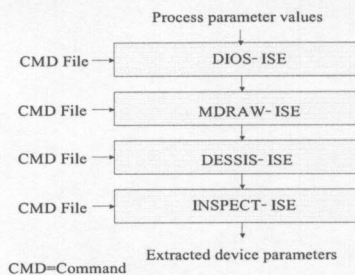 Process parameter values
CMD File
DIOS-ISE
CMD File
MDRAW-ISE
CMD File
DESSIS-ISE
CMD File
INSPECT-ISE
Extracted device parameters
CMD=Command